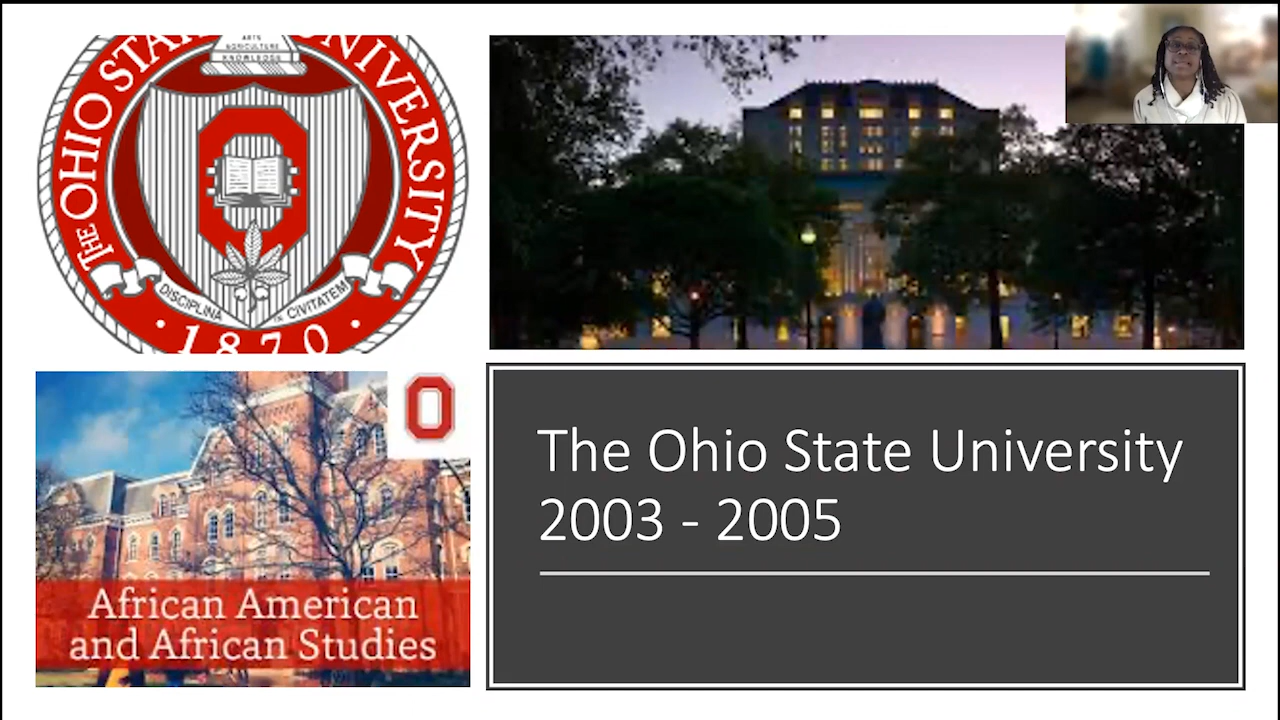 THE OHIO STATE UNIVERSITY
ARTS
AGRICULTURE
KNOWLEDGE
DISCIPLINA IN CIVITATEM
· 1870 ·
The Ohio State University
2003 - 2005
African American
and African Studies